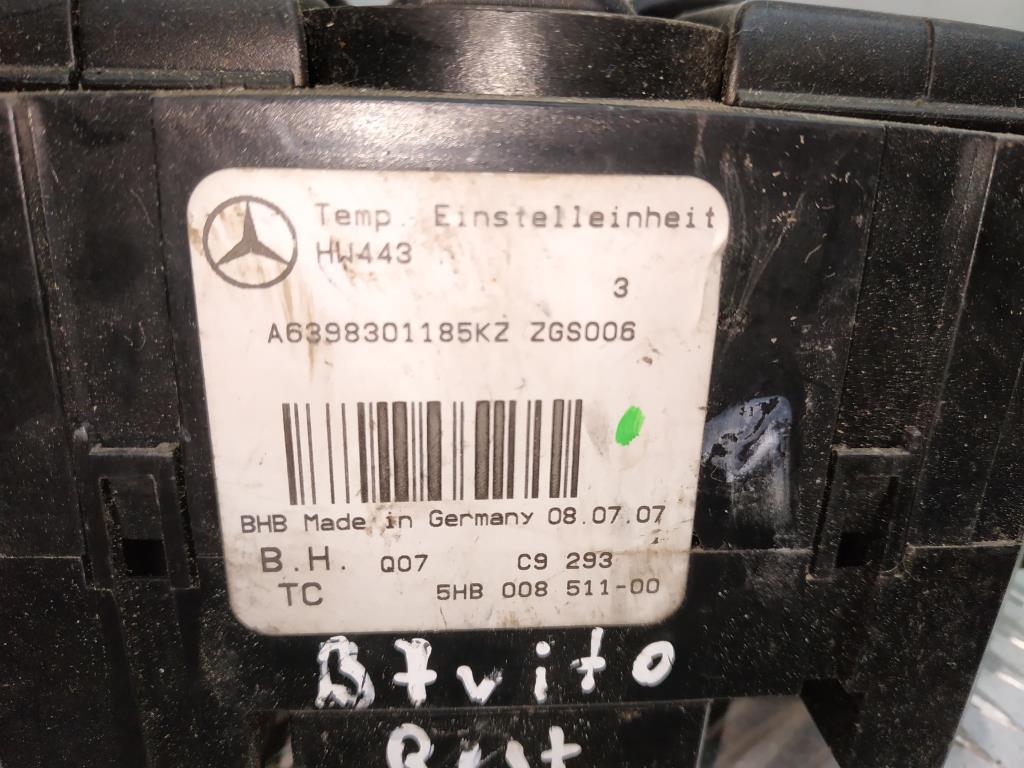 Temp. Einstelleinheit
HW443
3
A6398301185KZ ZGS006
BHB Made in Germany 08.07.07
B.H. Q07 C9 293
TC 5HB 008 511-00
vito